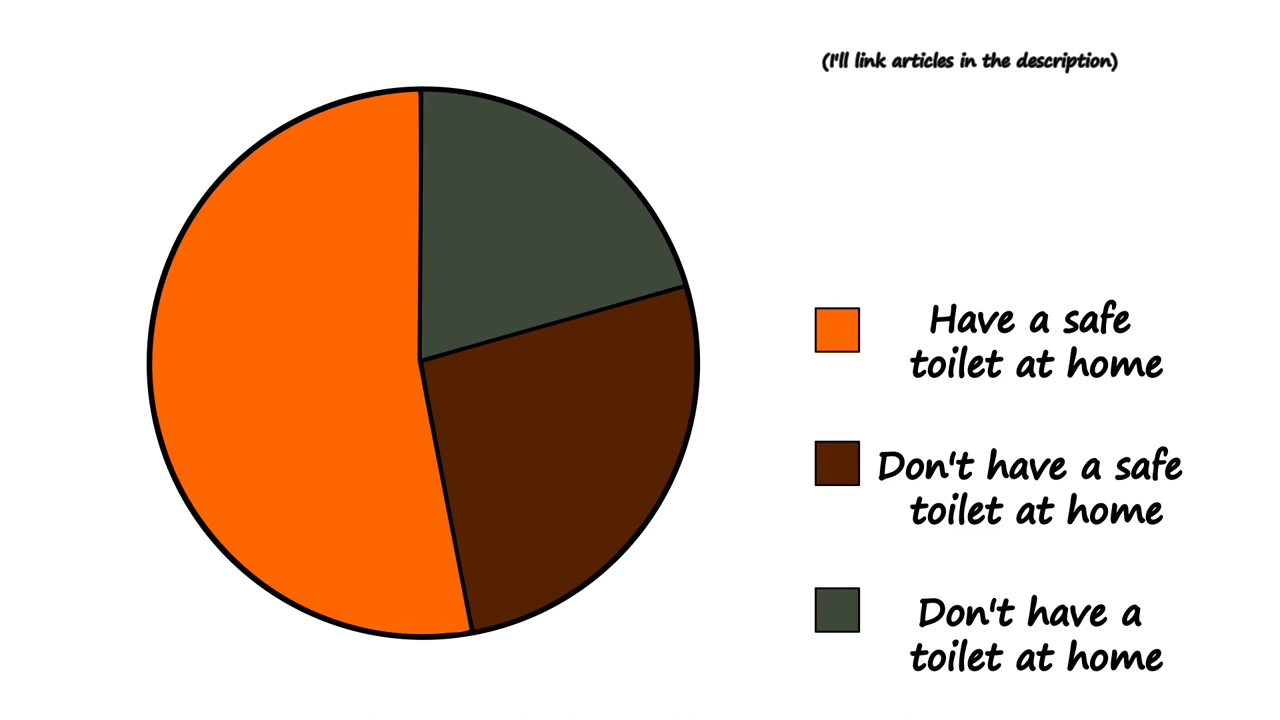 (I'll link articles in the description)
Have a safe
toilet at home
Don't have a safe
toilet at home
Don't have a
toilet at home